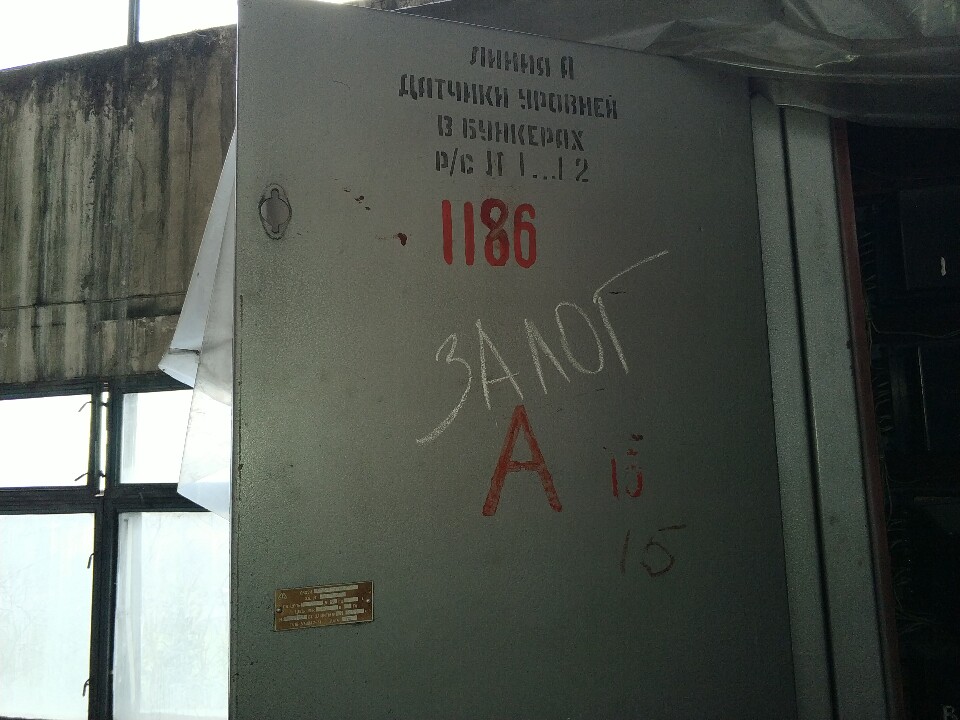 ЛИНИЯ А
ДАТЧИКИ УРОВНЕЙ
В БУНКЕРАХ
Р/С Л 1...12
1186
ЗАЛОГ
А
15
15